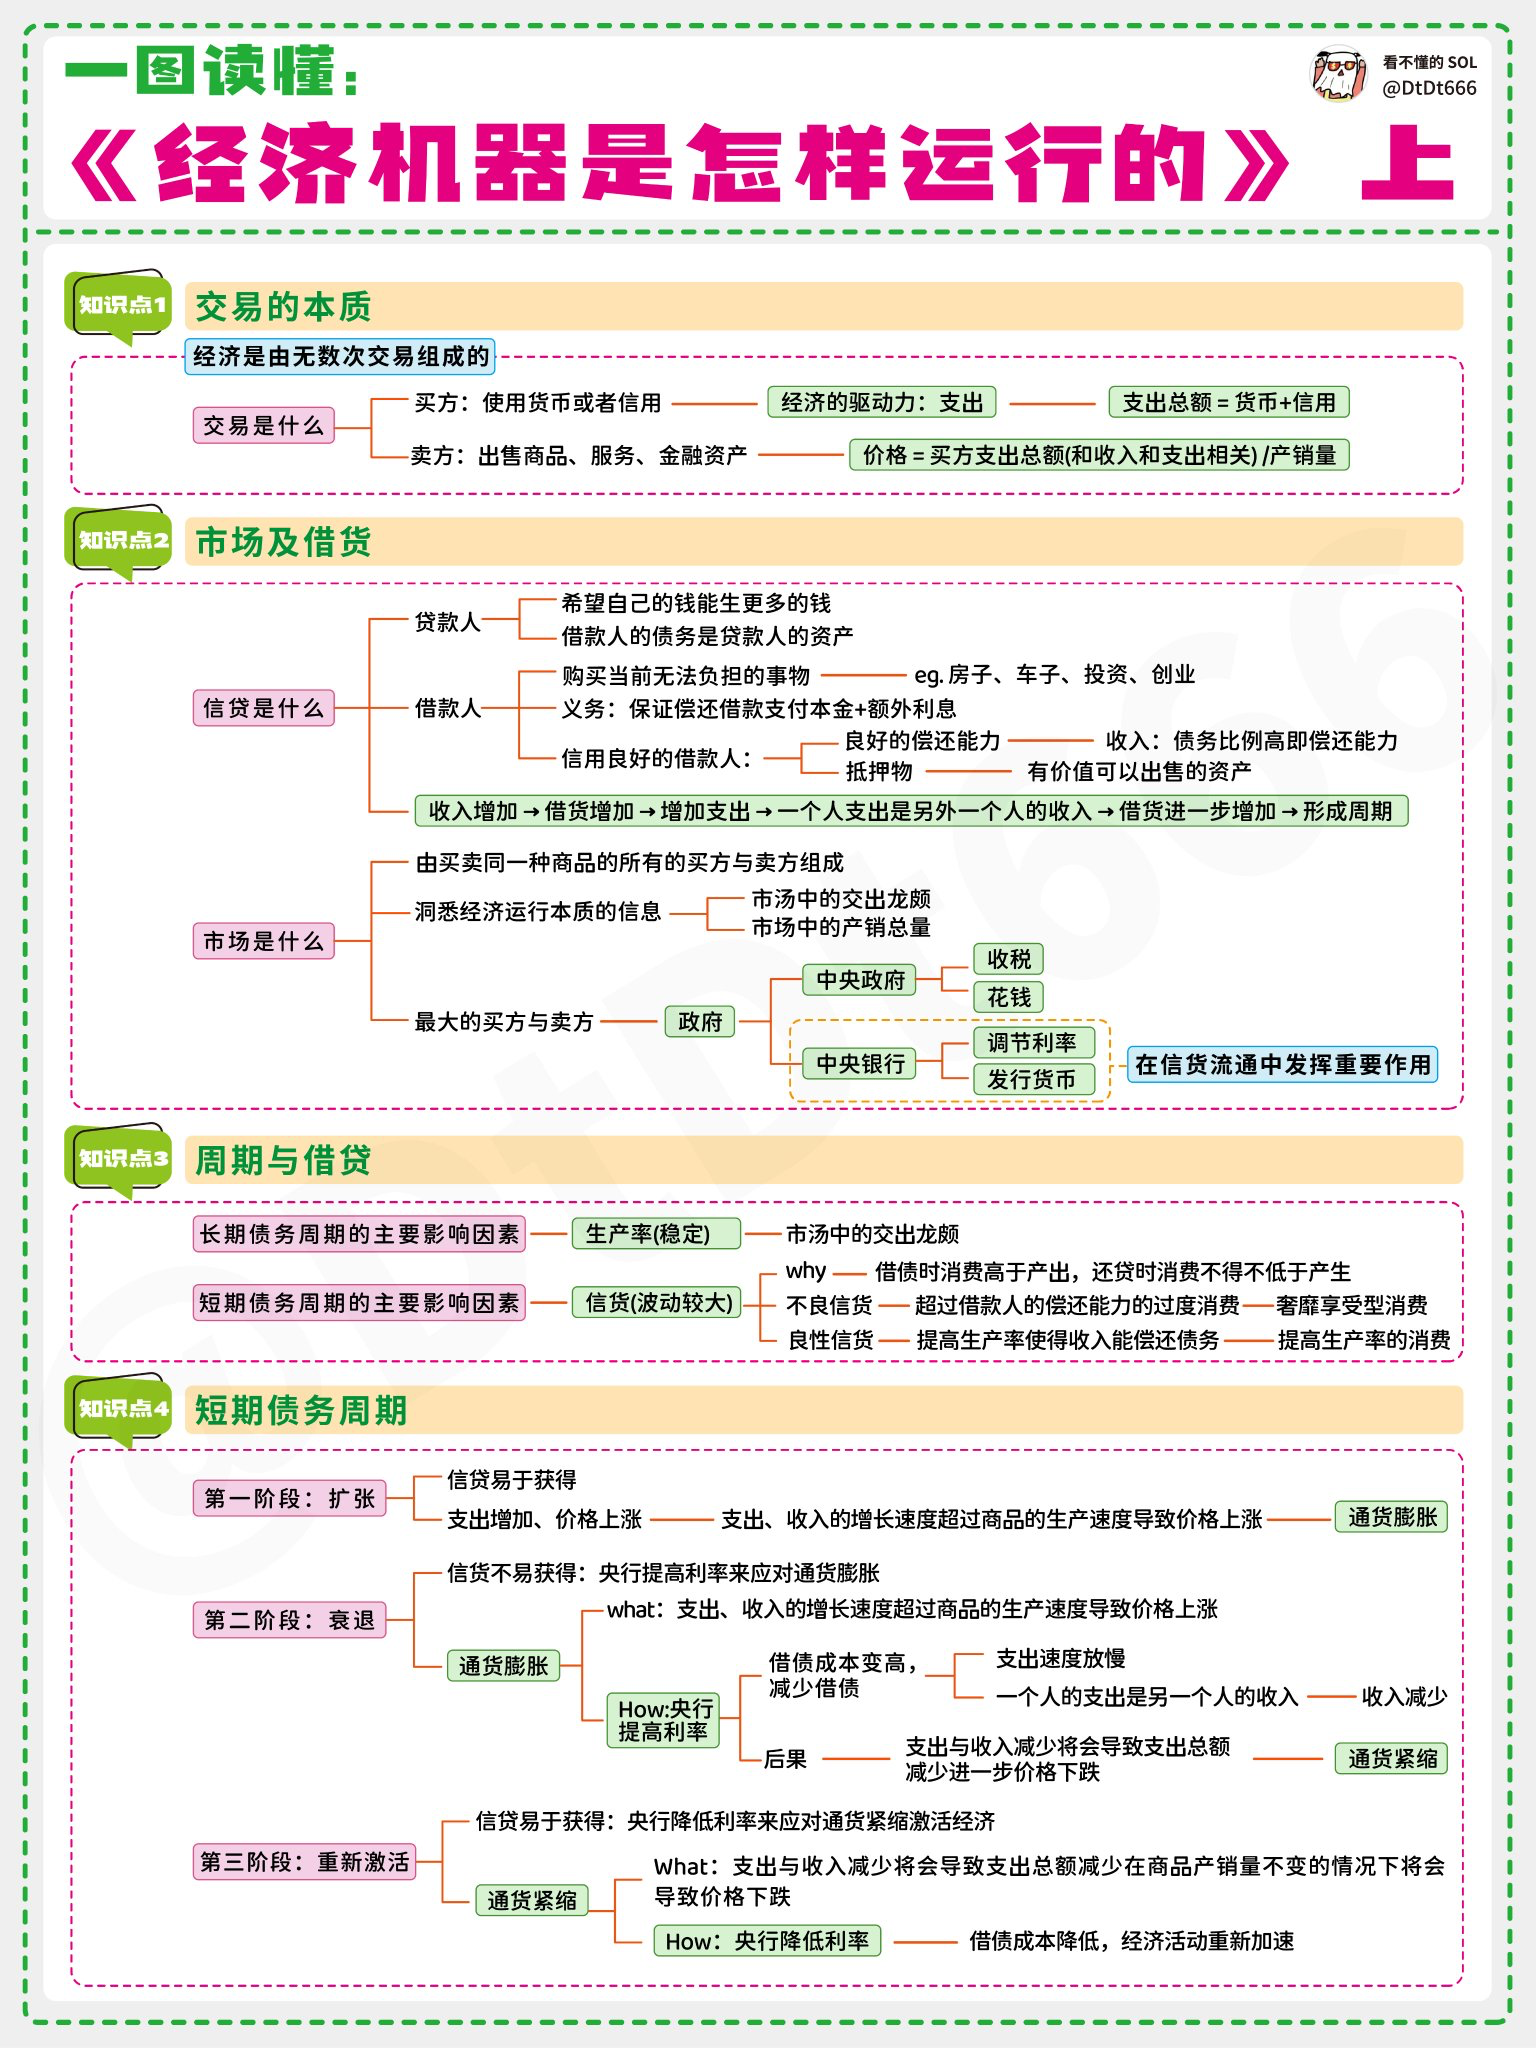 一图读懂：
看不懂的 SOL
@DtDt666
《经济机器是怎样运行的》 上
知识点1
交易的本质
经济是由无数次交易组成的
交易是什么
买方：使用货币或者信用
经济的驱动力：支出
支出总额 = 货币+信用
卖方：出售商品、服务、金融资产
价格 = 买方支出总额(和收入和支出相关) /产销量
知识点2
市场及借货
信贷是什么
贷款人
希望自己的钱能生更多的钱
借款人的债务是贷款人的资产
借款人
购买当前无法负担的事物
eg. 房子、车子、投资、创业
义务：保证偿还借款支付本金+额外利息
信用良好的借款人：
良好的偿还能力
收入：债务比例高即偿还能力
抵押物
有价值可以出售的资产
收入增加 → 借货增加 → 增加支出 → 一个人支出是另外一个人的收入 → 借货进一步增加 → 形成周期
市场是什么
由买卖同一种商品的所有的买方与卖方组成
洞悉经济运行本质的信息
市汤中的交出龙颇
市场中的产销总量
最大的买方与卖方
政府
中央政府
收税
花钱
中央银行
调节利率
发行货币
在信货流通中发挥重要作用
知识点3
周期与借贷
长期债务周期的主要影响因素
生产率(稳定)
市汤中的交出龙颇
短期债务周期的主要影响因素
信货(波动较大)
why
借债时消费高于产出，还贷时消费不得不低于产生
不良信货
超过借款人的偿还能力的过度消费
奢靡享受型消费
良性信货
提高生产率使得收入能偿还债务
提高生产率的消费
知识点4
短期债务周期
第一阶段：扩张
信贷易于获得
支出增加、价格上涨
支出、收入的增长速度超过商品的生产速度导致价格上涨
通货膨胀
第二阶段：衰退
信货不易获得：央行提高利率来应对通货膨胀
通货膨胀
what：支出、收入的增长速度超过商品的生产速度导致价格上涨
How:央行
提高利率
借债成本变高，
减少借债
支出速度放慢
一个人的支出是另一个人的收入
收入减少
后果
支出与收入减少将会导致支出总额
减少进一步价格下跌
通货紧缩
第三阶段：重新激活
信贷易于获得：央行降低利率来应对通货紧缩激活经济
通货紧缩
What：支出与收入减少将会导致支出总额减少在商品产销量不变的情况下将会
导致价格下跌
How：央行降低利率
借债成本降低，经济活动重新加速
@DtDt666